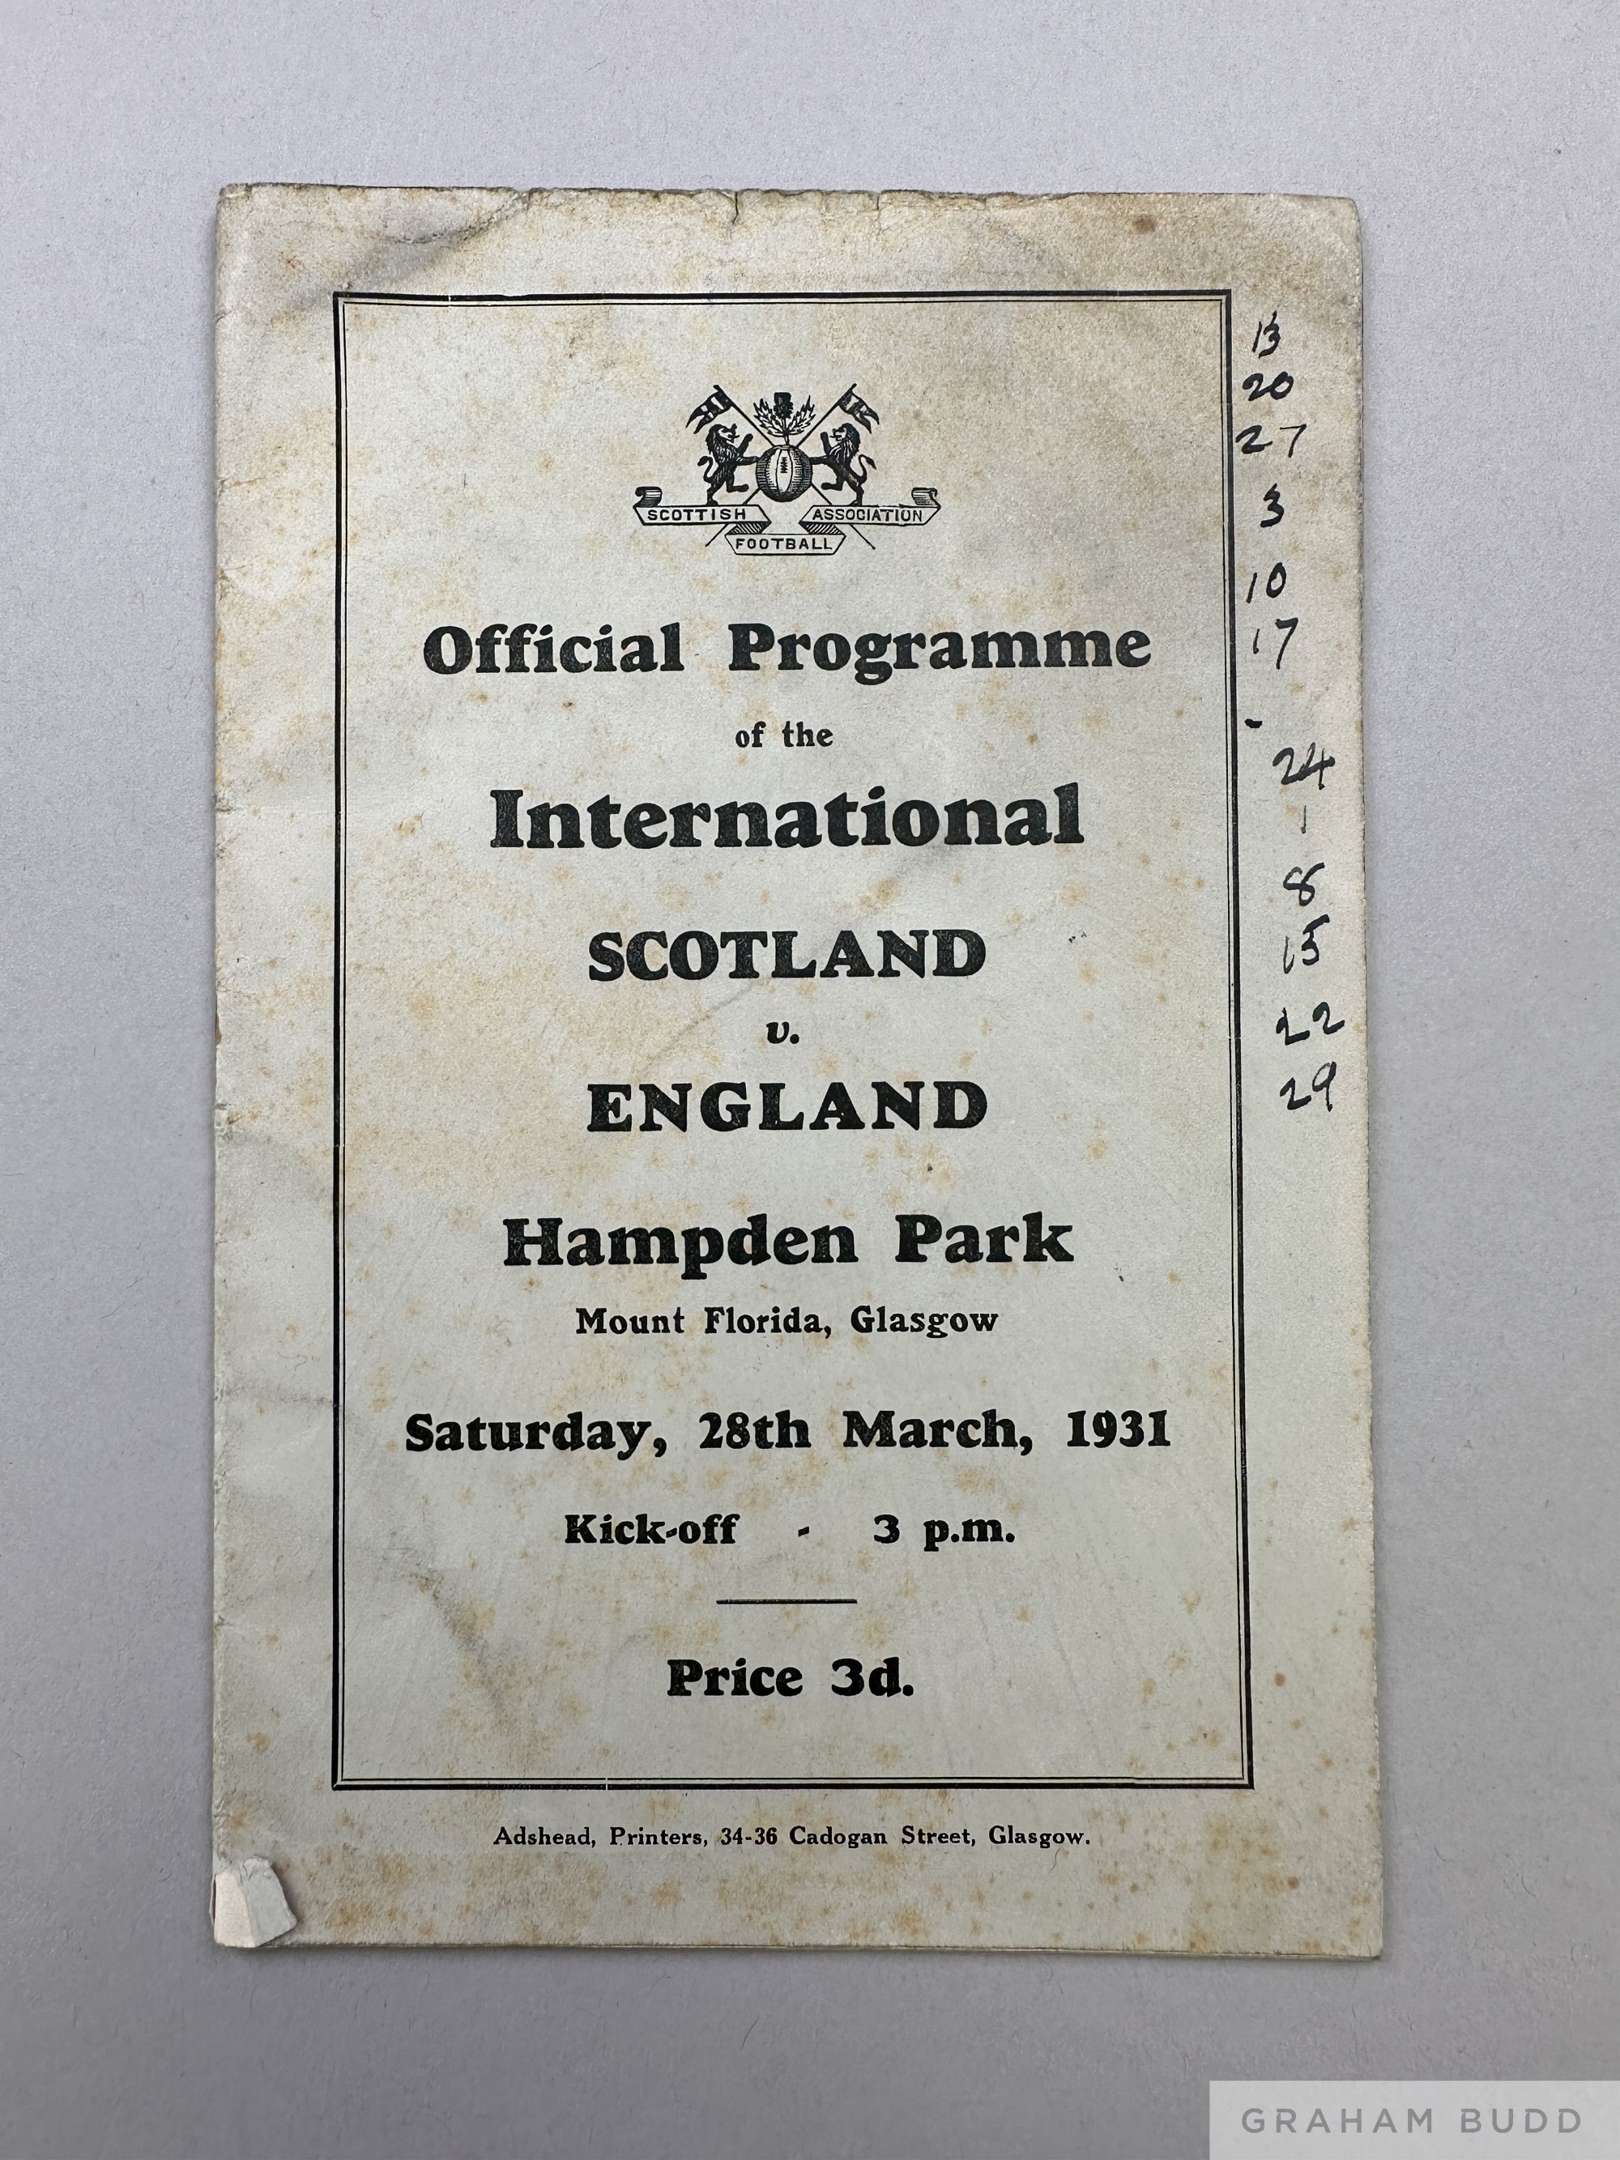 SCOTTISH ASSOCIATION
FOOTBALL
Official Programme
of the
International
SCOTLAND
v.
ENGLAND
Hampden Park
Mount Florida, Glasgow
Saturday, 28th March, 1931
Kick-off - 3 p.m.
Price 3d.
Adshead, Printers, 34-36 Cadogan Street, Glasgow.
13
20
27
3
10
17
-
24
1
8
15
22
29
GRAHAM BUDD